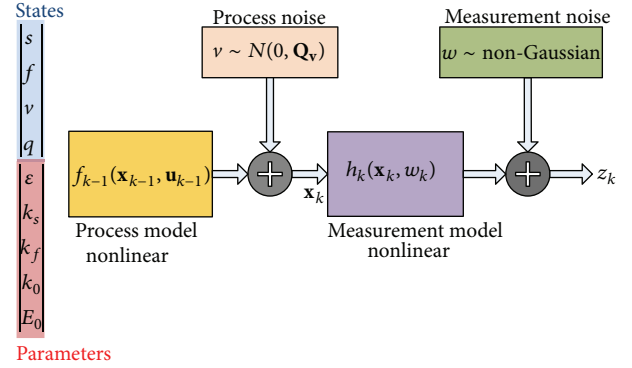 States
s
f
v
q
ε
k_s
k_f
k_0
E_0
Parameters
Process noise
v ~ N(0, Q_v)
Measurement noise
w ~ non-Gaussian
f_{k−1}(x_{k−1}, u_{k−1})
Process model
nonlinear
+
x_k
h_k(x_k, w_k)
Measurement model
nonlinear
+
z_k